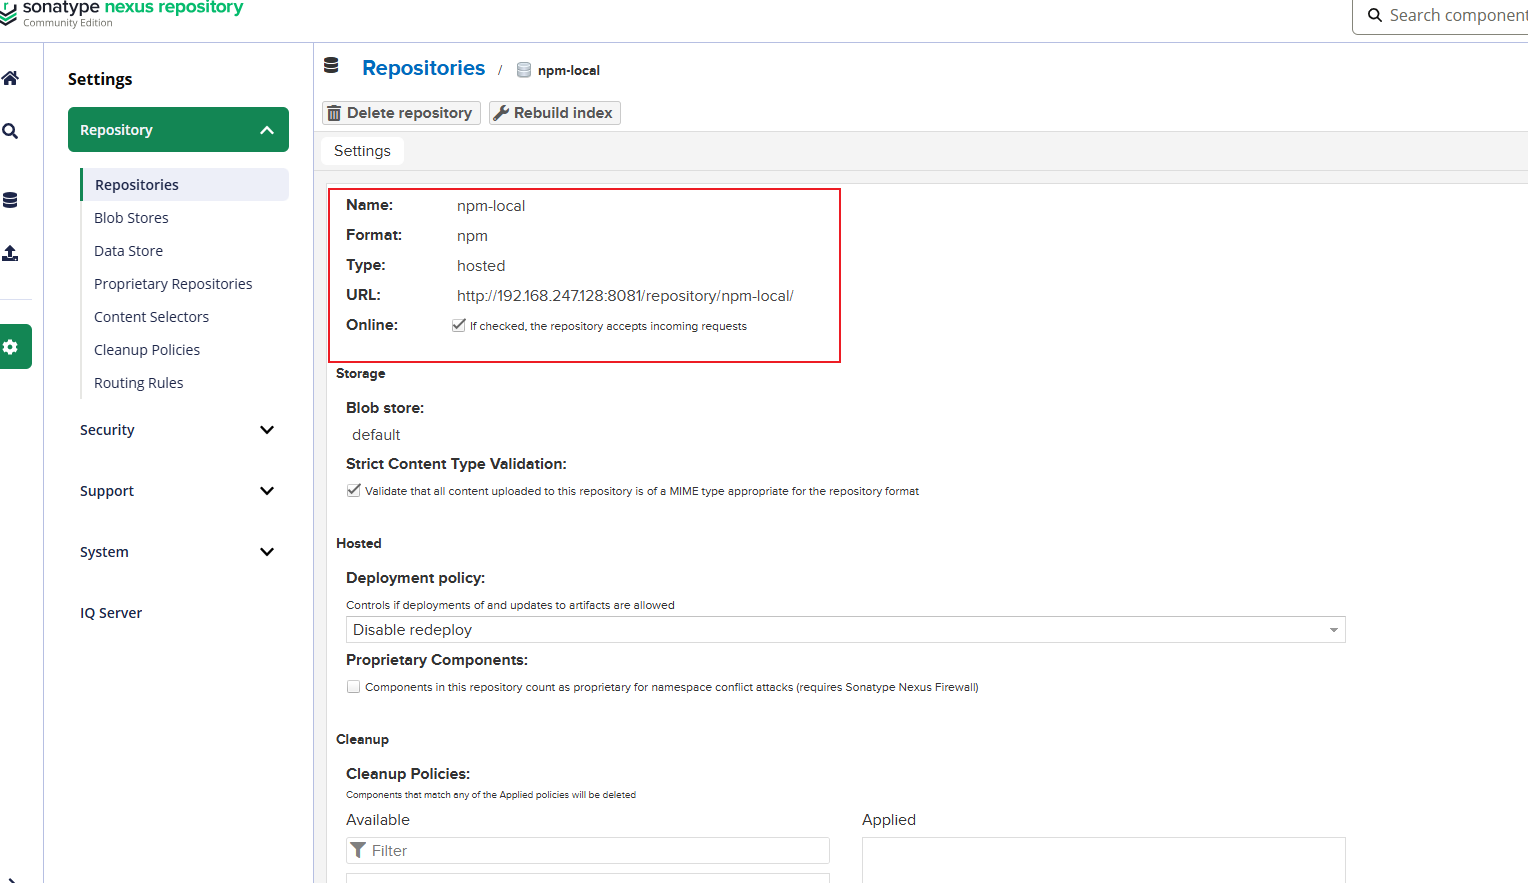 sonatype nexus repository
Community Edition
Search component
Settings
Repositories / npm-local
Repository
Delete repository Rebuild index
Settings
Repositories
Blob Stores
Data Store
Proprietary Repositories
Content Selectors
Cleanup Policies
Routing Rules
Security
Support
System
IQ Server
Name: npm-local
Format: npm
Type: hosted
URL: http://192.168.247.128:8081/repository/npm-local/
Online: If checked, the repository accepts incoming requests
Storage
Blob store:
default
Strict Content Type Validation:
Validate that all content uploaded to this repository is of a MIME type appropriate for the repository format
Hosted
Deployment policy:
Controls if deployments of and updates to artifacts are allowed
Disable redeploy
Proprietary Components:
Components in this repository count as proprietary for namespace conflict attacks (requires Sonatype Nexus Firewall)
Cleanup
Cleanup Policies:
Components that match any of the Applied policies will be deleted
Available Applied
Filter